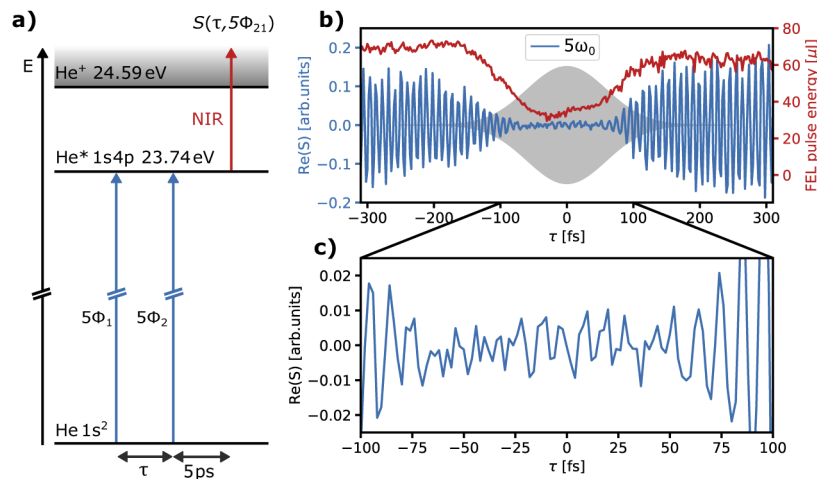 a)
S(τ,5Φ₂₁)
E
He⁺ 24.59 eV
NIR
He* 1s4p 23.74 eV
5Φ₁
5Φ₂
He 1s²
τ
5ps
b)
5ω₀
Re(S) [arb.units]
0.2
0.1
0.0
−0.1
−0.2
FEL pulse energy [μJ]
80
60
40
20
0
−300 −200 −100 0 100 200 300
τ [fs]
c)
Re(S) [arb.units]
0.02
0.01
0.00
−0.01
−0.02
−100 −75 −50 −25 0 25 50 75 100
τ [fs]